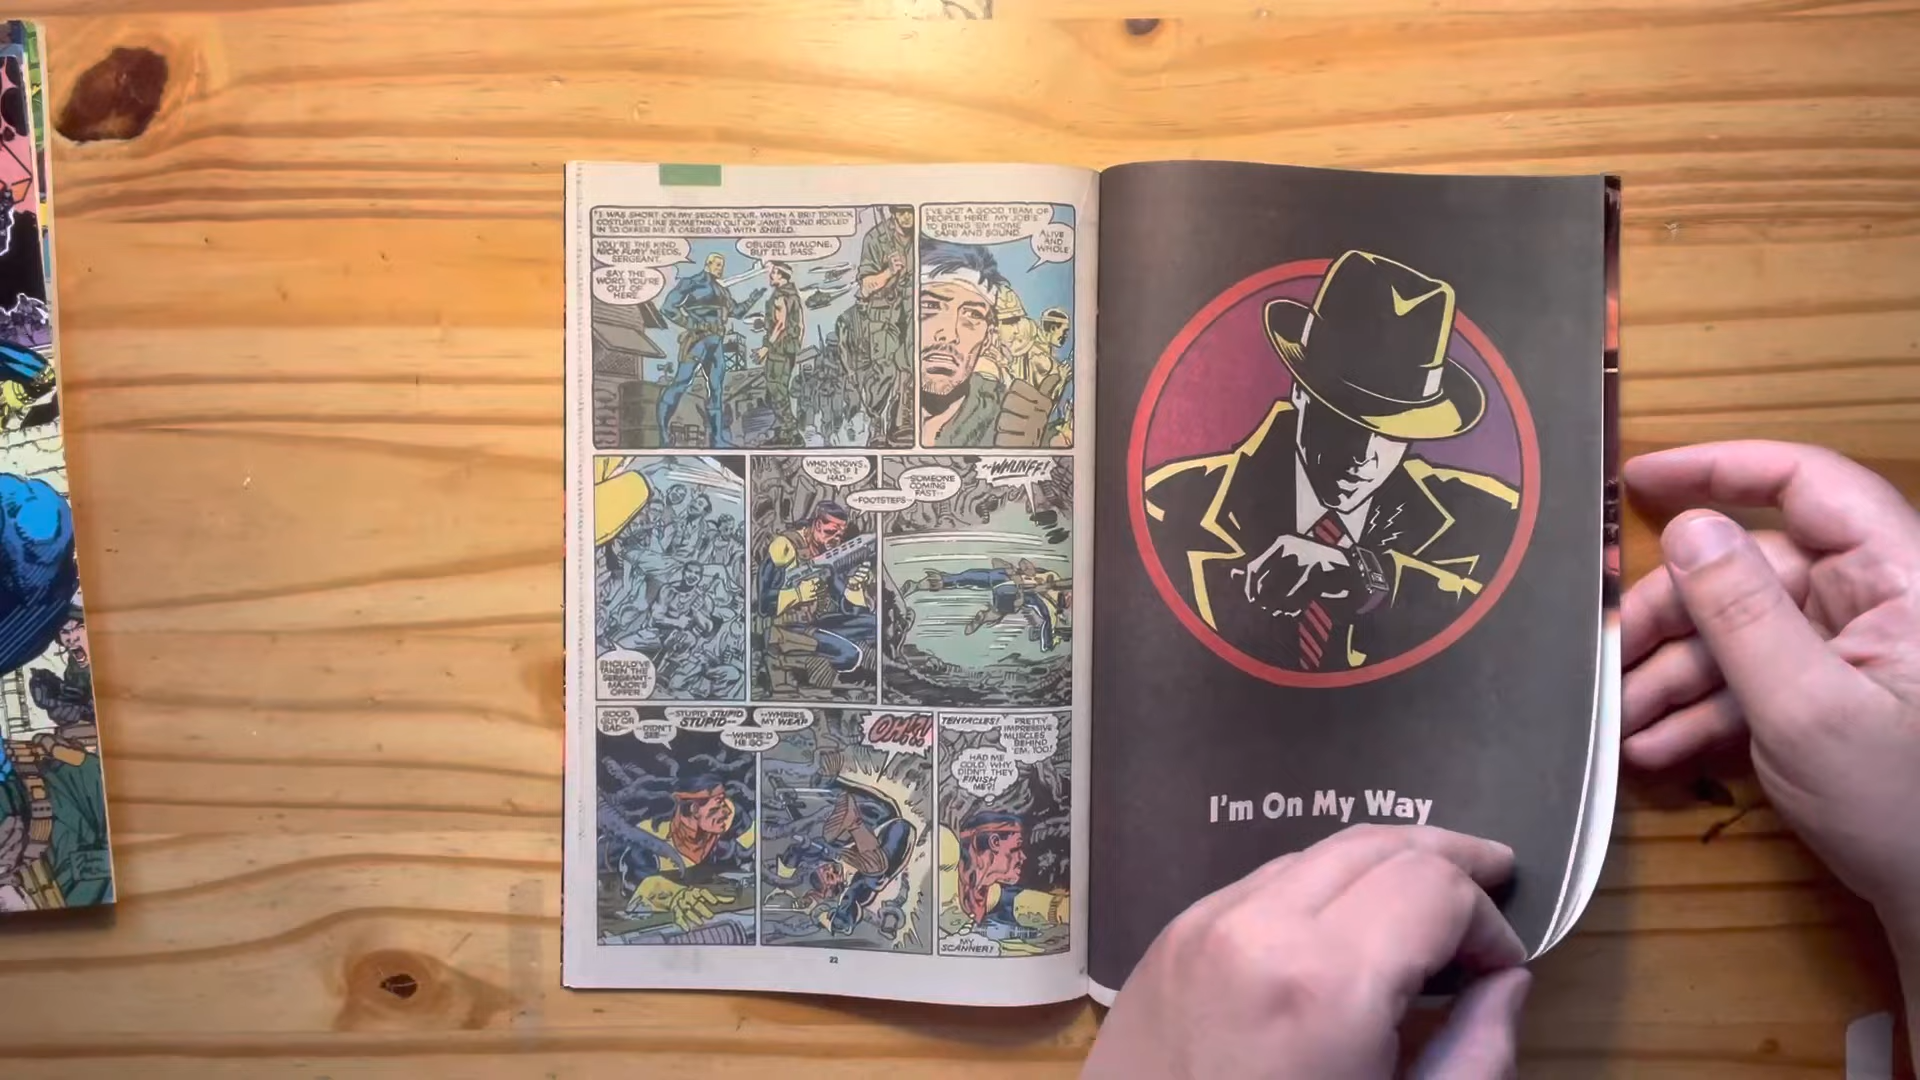 "I WAS SHORT ON MY SECOND TOUR, WHEN A BRIT TOPKICK
COSTUMED LIKE SOMETHING OUT OF JAMES BOND ROLLED
IN TO OFFER ME A CAREER GIG WITH SHIELD.
YOU'RE THE KIND
NICK FURY NEEDS,
SERGEANT.
SAY THE
WORD, YOU'RE
OUT OF
HERE.
OBLIGED, MALONE,
BUT I'LL PASS.
I'VE GOT A GOOD TEAM OF
PEOPLE HERE. MY JOB'S
TO BRING 'EM HOME
SAFE AND SOUND.
ALIVE
AND
WHOLE.
SHOULD'VE
TAKEN THE
SERGEANT-
MAJOR'S
OFFER.
WHO KNOWS,
GUYS, IF I
HAD--
--FOOTSTEPS--
--SOMEONE
COMING
FAST--
--WHUNFF!
GOOD
GUY OR
BAD--
--DIDN'T
SEE--
--STUPID STUPID
STUPID--
--WHERE'S
MY WEAP
--WHERE'D
HE GO--
OH?!
TENTACLES!
PRETTY
IMPRESSIVE
MUSCLES
BEHIND
'EM, TOO!
HAD ME
COLD. WHY
DIDN'T THEY
FINISH
ME?!
MY
SCANNER!
22
I'm On My Way